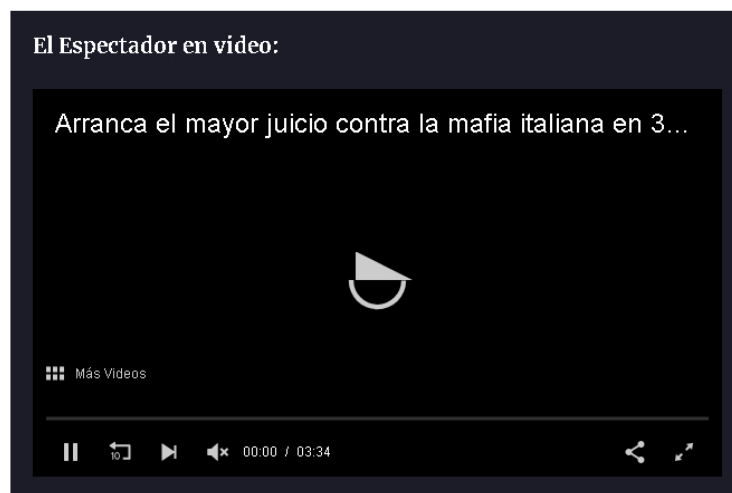 El Espectador en video:
Arranca el mayor juicio contra la mafia italiana en 3...
Más Videos
10
00:00 / 03:34